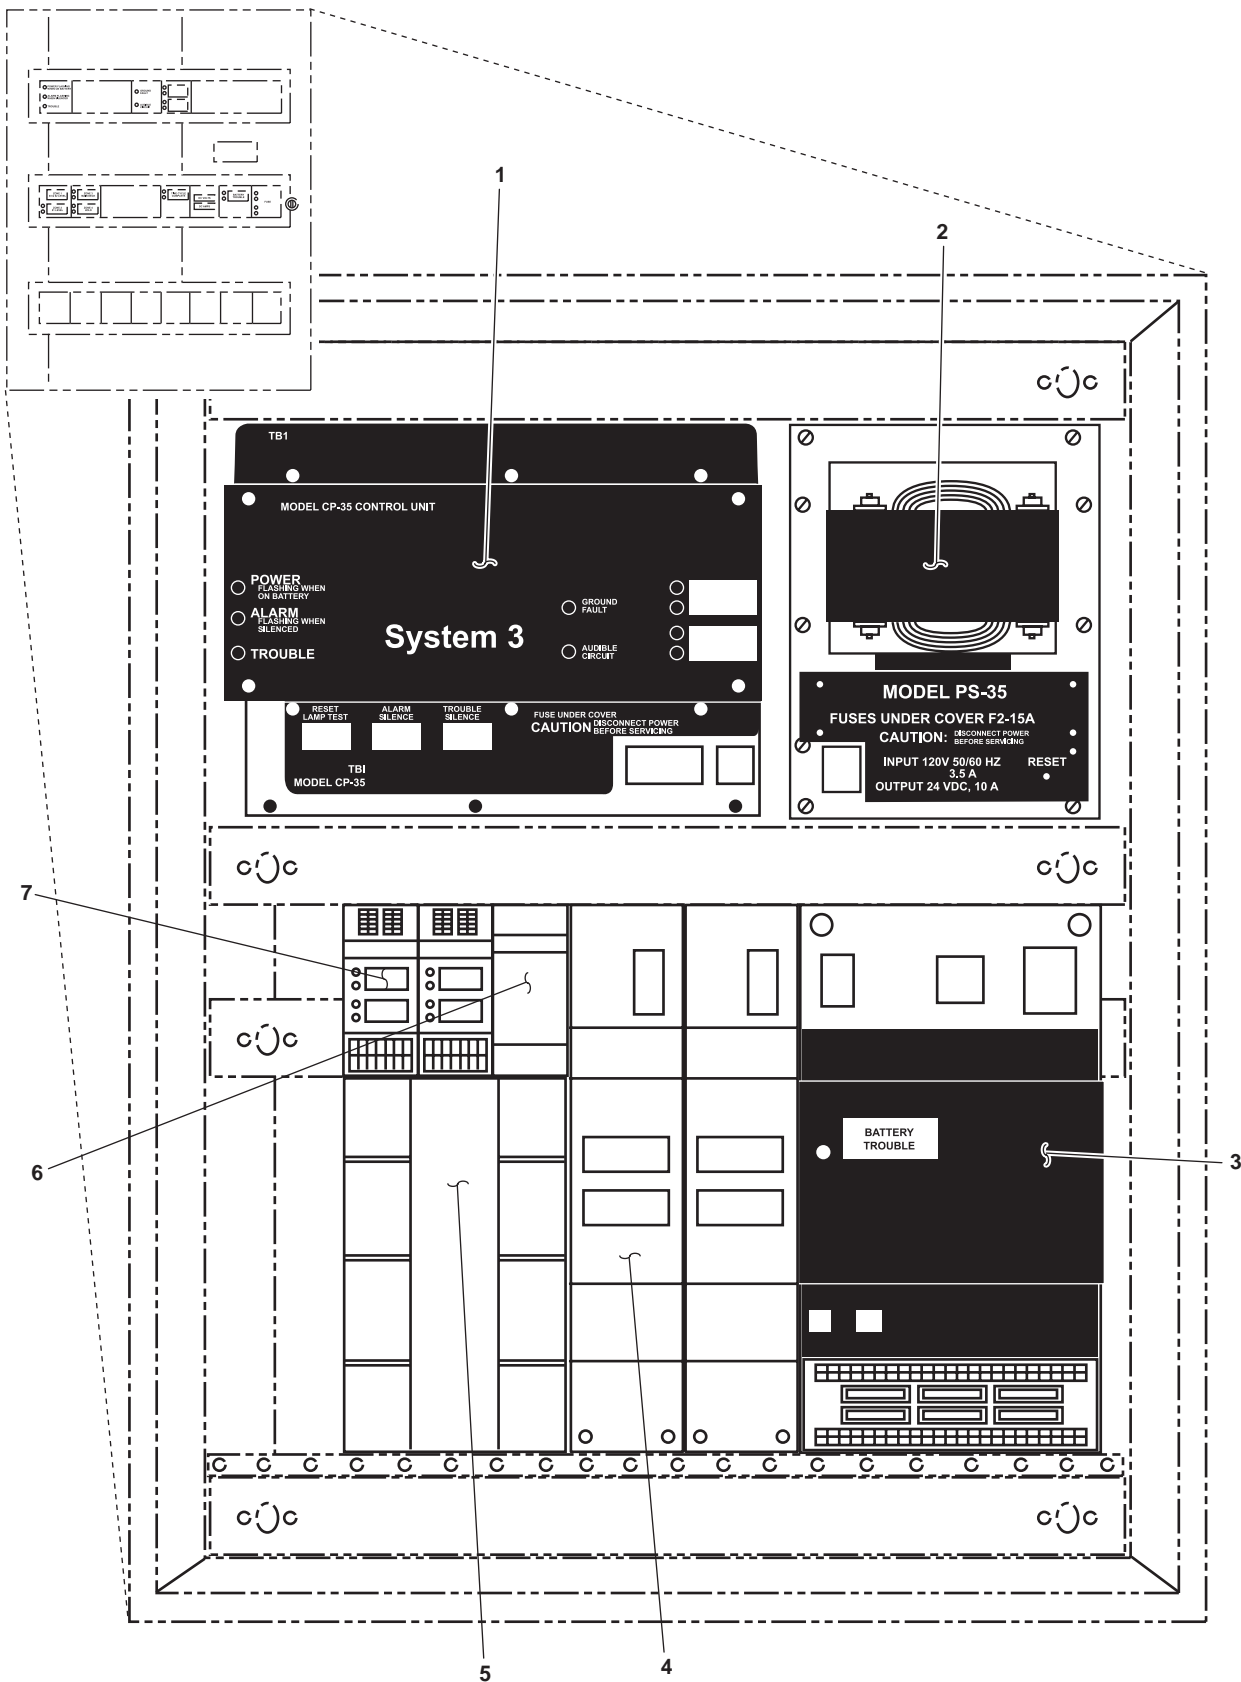 1
2
TB1
MODEL CP-35 CONTROL UNIT
POWER
FLASHING WHEN
ON BATTERY
ALARM
FLASHING WHEN
SILENCED
TROUBLE
System 3
GROUND
FAULT
AUDIBLE
CIRCUIT
RESET
LAMP TEST
ALARM
SILENCE
TROUBLE
SILENCE
FUSE UNDER COVER
CAUTION DISCONNECT POWER
BEFORE SERVICING
TBI
MODEL CP-35
MODEL PS-35
FUSES UNDER COVER F2-15A
CAUTION: DISCONNECT POWER
BEFORE SERVICING
INPUT 120V 50/60 HZ
3.5 A
OUTPUT 24 VDC, 10 A
RESET
7
6
BATTERY
TROUBLE
3
5
4